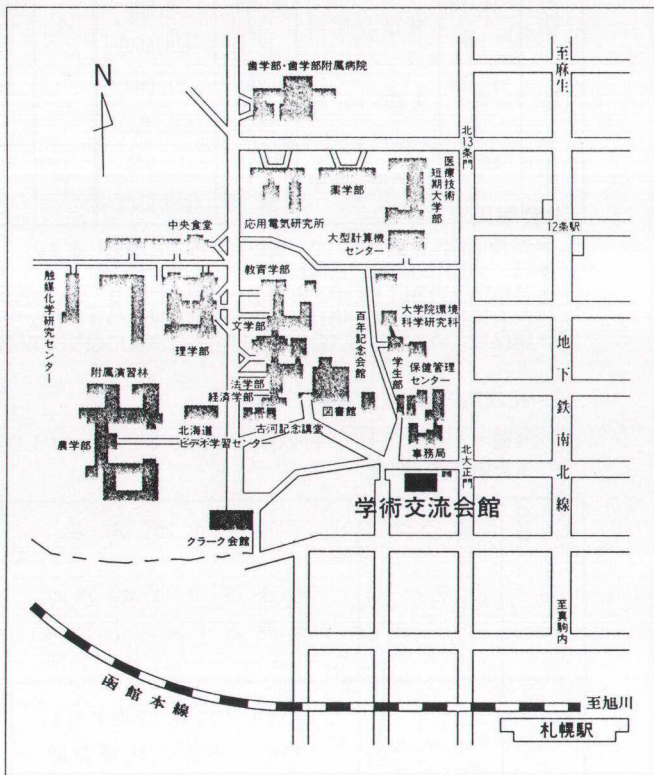 歯学部・歯学部附属病院
至麻生
N
北13条門
医療技術
短期大学部
薬学部
応用電気研究所
12条駅
中央食堂
大型計算機
センター
教育学部
触媒化学研究センター
大学院環境
科学研究科
文学部
百年記念会館
理学部
学生部
保健管理
センター
地下鉄南北線
附属演習林
法学部
経済学部
図書館
北海道
ビデオ学習センター
古河記念講堂
農学部
事務局
北大正門
学術交流会館
クラーク会館
至真駒内
函館本線
至旭川
札幌駅